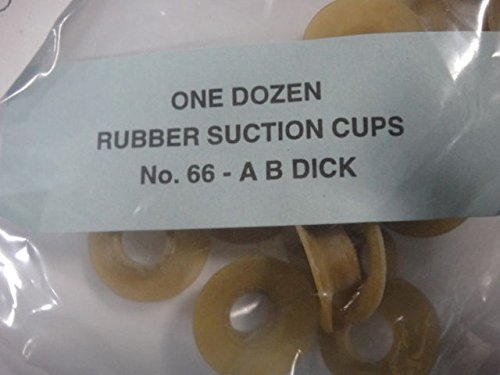 ONE DOZEN
RUBBER SUCTION CUPS
No. 66 - A B DICK